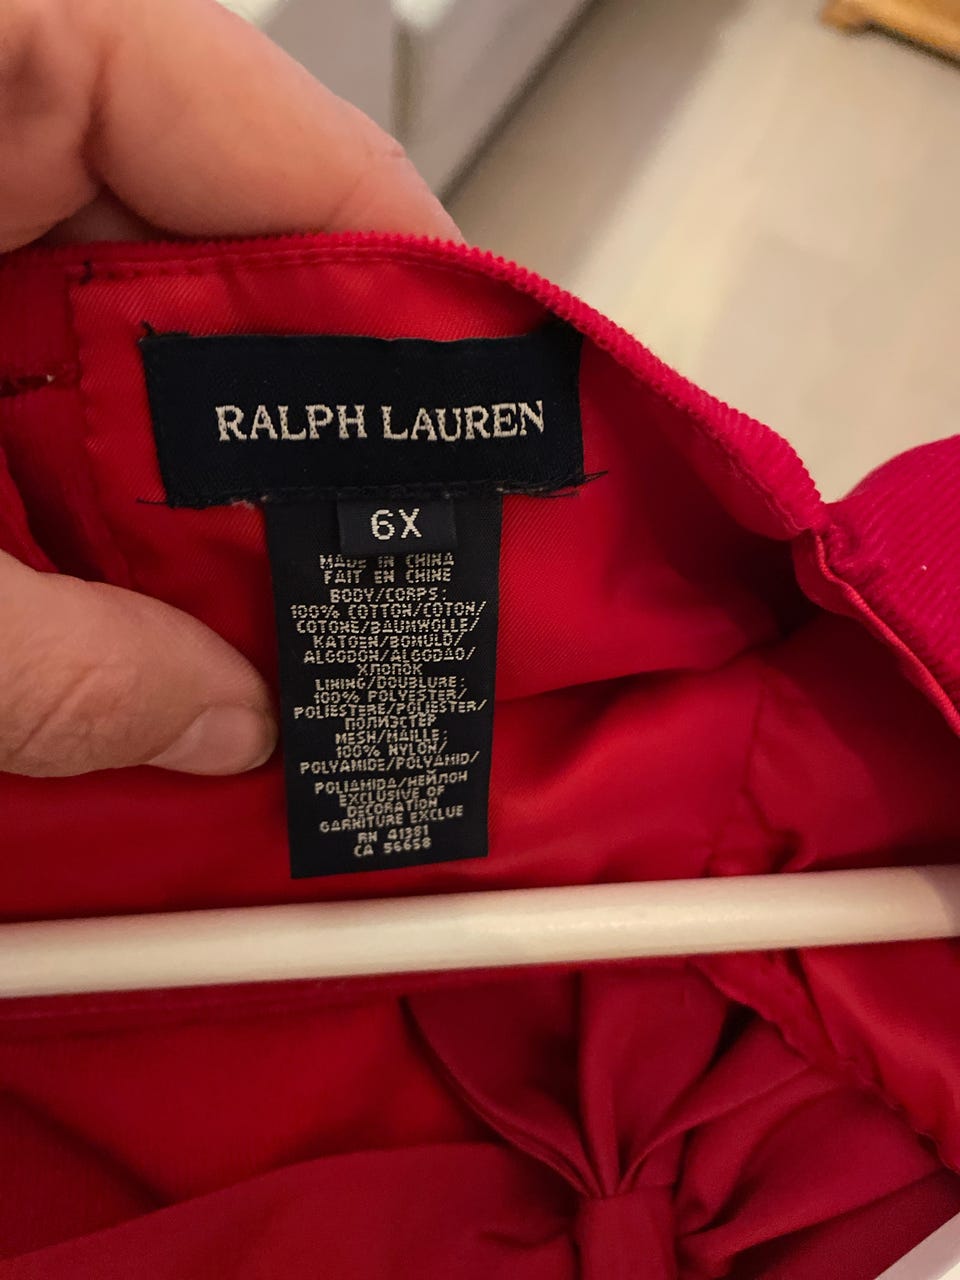 RALPH LAUREN
6X
MADE IN CHINA
FAIT EN CHINE
BODY/CORPS:
100% COTTON/COTON/
COTONE/BAUMWOLLE/
KATOEN/BOMULD/
ALGODON/ALGODAO/
ХЛОПОК
LINING/DOUBLURE:
100% POLYESTER/
POLIESTERE/POLIESTER/
ПОЛИЭСТЕР
MESH/MAILLE:
100% NYLON/
POLYAMIDE/POLYAMID/
POLIAMIDA/НЕЙЛОН
EXCLUSIVE OF
DECORATION
GARNITURE EXCLUE
RN 41381
CA 56658